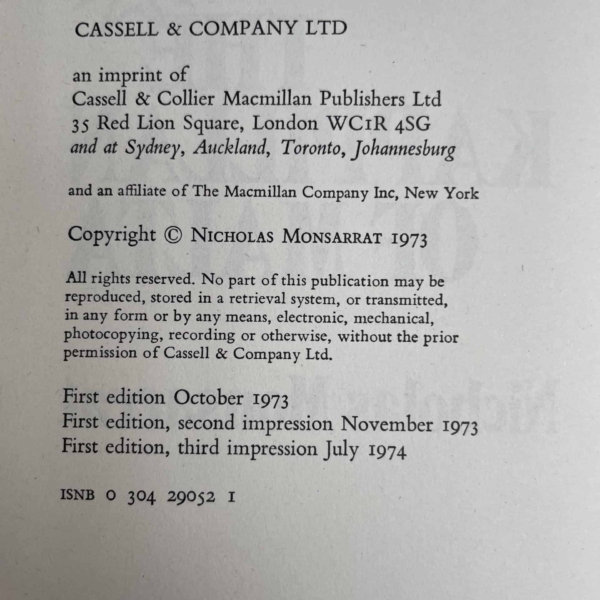 CASSELL & COMPANY LTD
an imprint of
Cassell & Collier Macmillan Publishers Ltd
35 Red Lion Square, London WC1R 4SG
and at Sydney, Auckland, Toronto, Johannesburg
and an affiliate of The Macmillan Company Inc, New York
Copyright © NICHOLAS MONSARRAT 1973
All rights reserved. No part of this publication may be
reproduced, stored in a retrieval system, or transmitted,
in any form or by any means, electronic, mechanical,
photocopying, recording or otherwise, without the prior
permission of Cassell & Company Ltd.
First edition October 1973
First edition, second impression November 1973
First edition, third impression July 1974
ISNB 0 304 29052 1